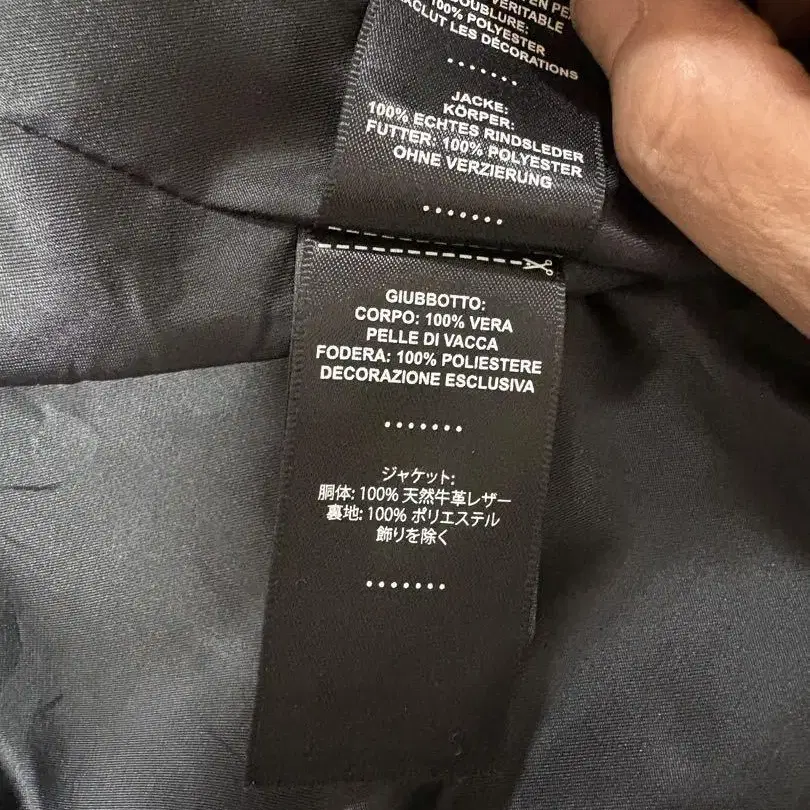 VÉRITABLE
DOUBLURE:
100% POLYESTER
EXCLUT LES DÉCORATIONS
JACKE:
KÖRPER:
100% ECHTES RINDSLEDER
FUTTER: 100% POLYESTER
OHNE VERZIERUNG
GIUBBOTTO:
CORPO: 100% VERA
PELLE DI VACCA
FODERA: 100% POLIESTERE
DECORAZIONE ESCLUSIVA
ジャケット:
胴体: 100% 天然牛革レザー
裏地: 100% ポリエステル
飾りを除く